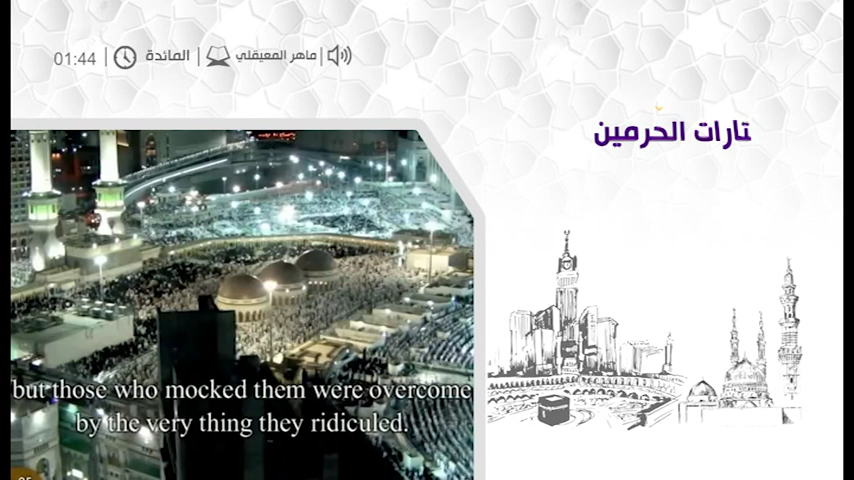 ماهر المعيقلي | المائدة | 01:44
تارات الحرمين
but those who mocked them were overcome
by the very thing they ridiculed.